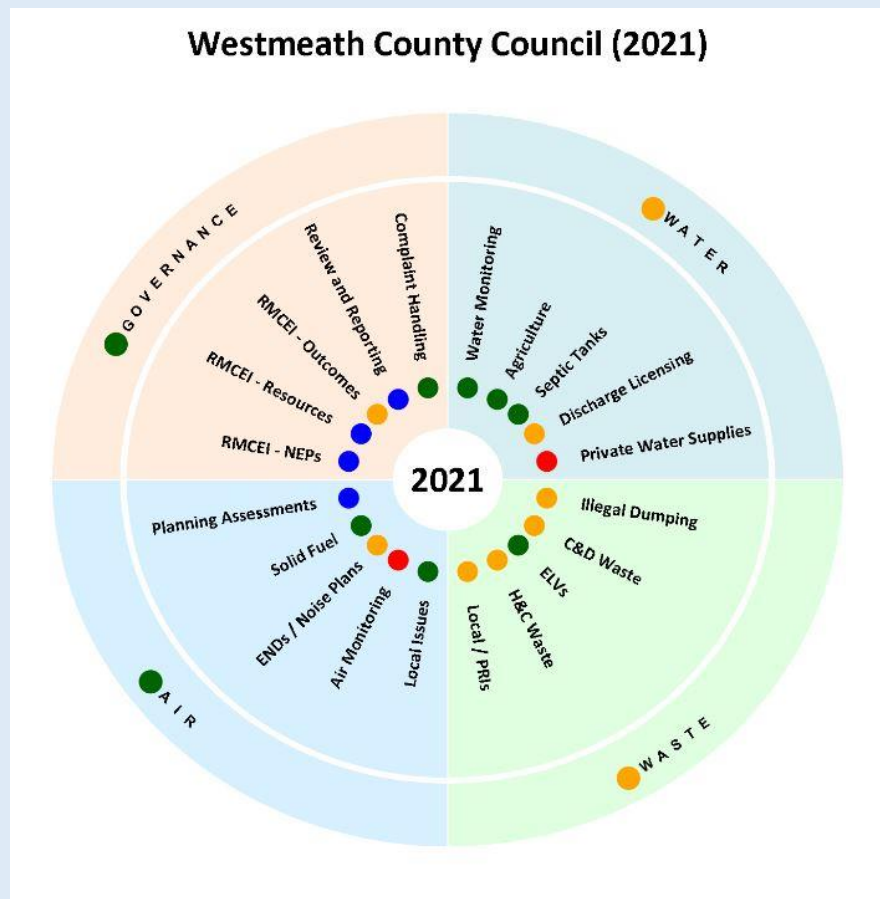 Westmeath County Council (2021)
GOVERNANCE
WATER
Complaint Handling
Review and Reporting
RMCEI - Outcomes
RMCEI - Resources
RMCEI - NEPs
Water Monitoring
Agriculture
Septic Tanks
Discharge Licensing
Private Water Supplies
2021
Planning Assessments
Solid Fuel
ENDs / Noise Plans
Air Monitoring
Local Issues
Illegal Dumping
C&D Waste
ELVs
H&C Waste
Local / PRIs
AIR
WASTE